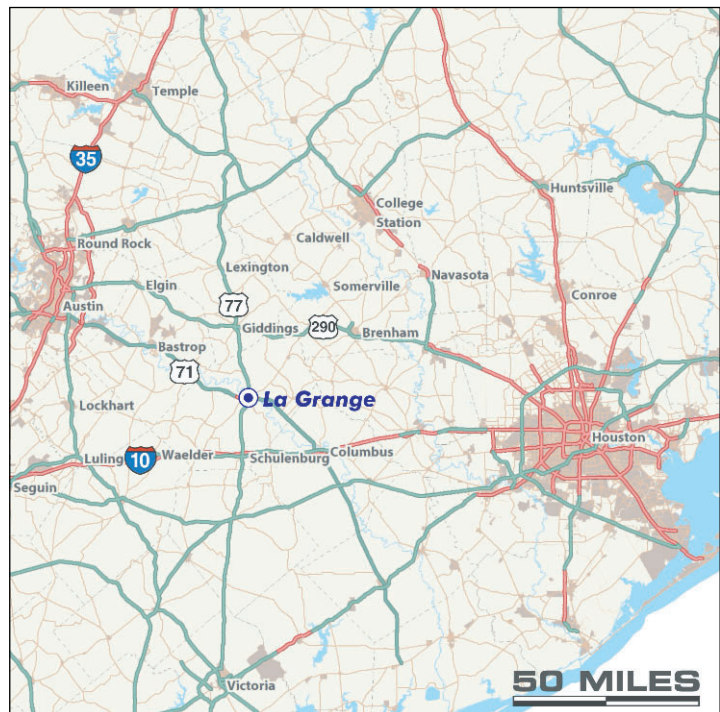 Killeen
Temple
35
Huntsville
College
Station
Round Rock
Caldwell
Lexington
Navasota
Elgin
Somerville
Conroe
Austin
77
Giddings
290
Brenham
Bastrop
71
La Grange
Lockhart
Houston
Luling
10
Waelder
Schulenburg
Columbus
Seguin
Victoria
50 MILES